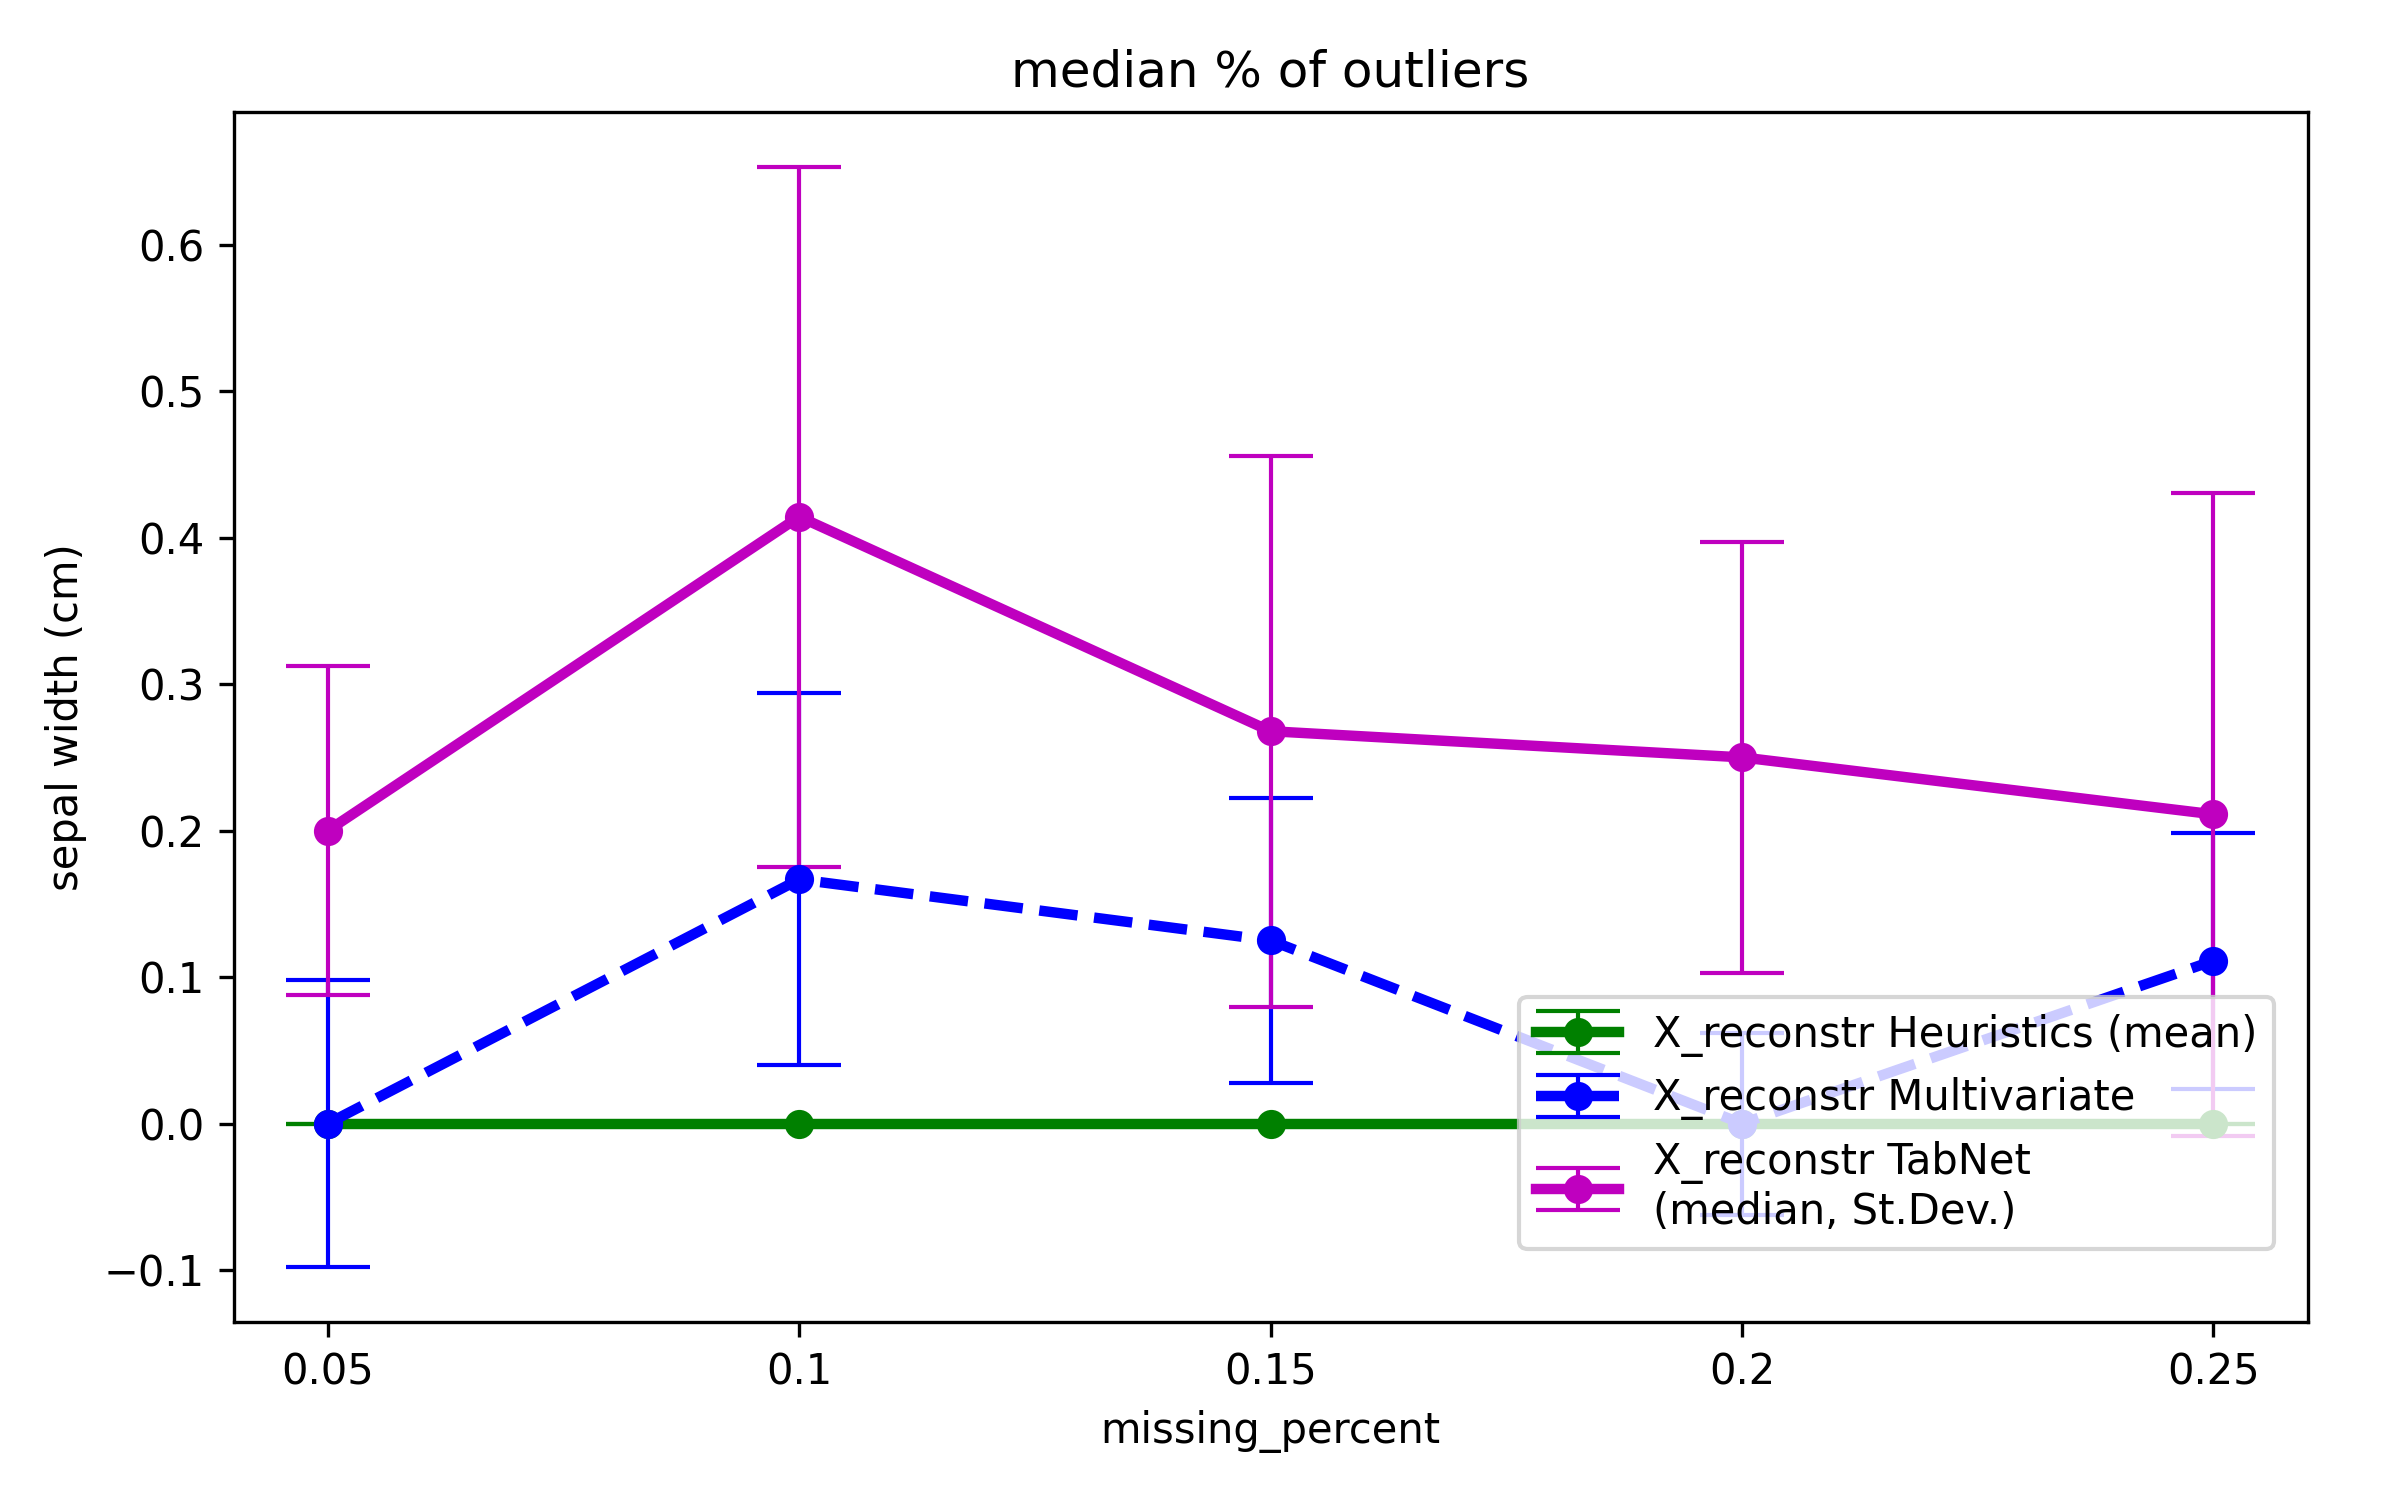 median % of outliers
sepal width (cm)
0.6
0.5
0.4
0.3
0.2
0.1
0.0
−0.1
X_reconstr Heuristics (mean)
X_reconstr Multivariate
X_reconstr TabNet
(median, St.Dev.)
0.05 0.1 0.15 0.2 0.25
missing_percent